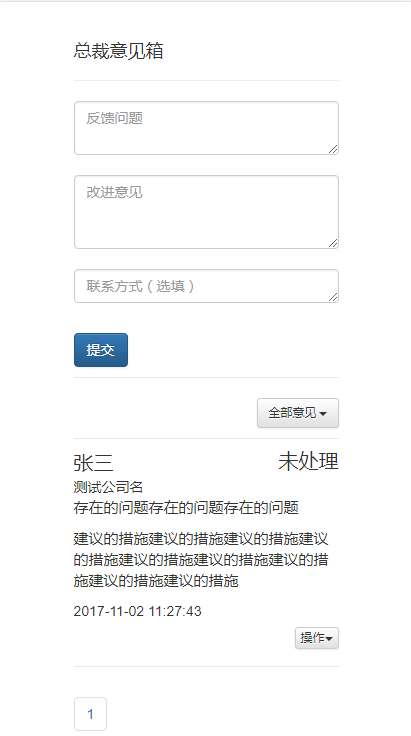 总裁意见箱
反馈问题
改进意见
联系方式（选填）
提交
全部意见
张三 未处理
测试公司名
存在的问题存在的问题存在的问题
建议的措施建议的措施建议的措施建议
的措施建议的措施建议的措施建议的措
施建议的措施建议的措施
2017-11-02 11:27:43
操作
1